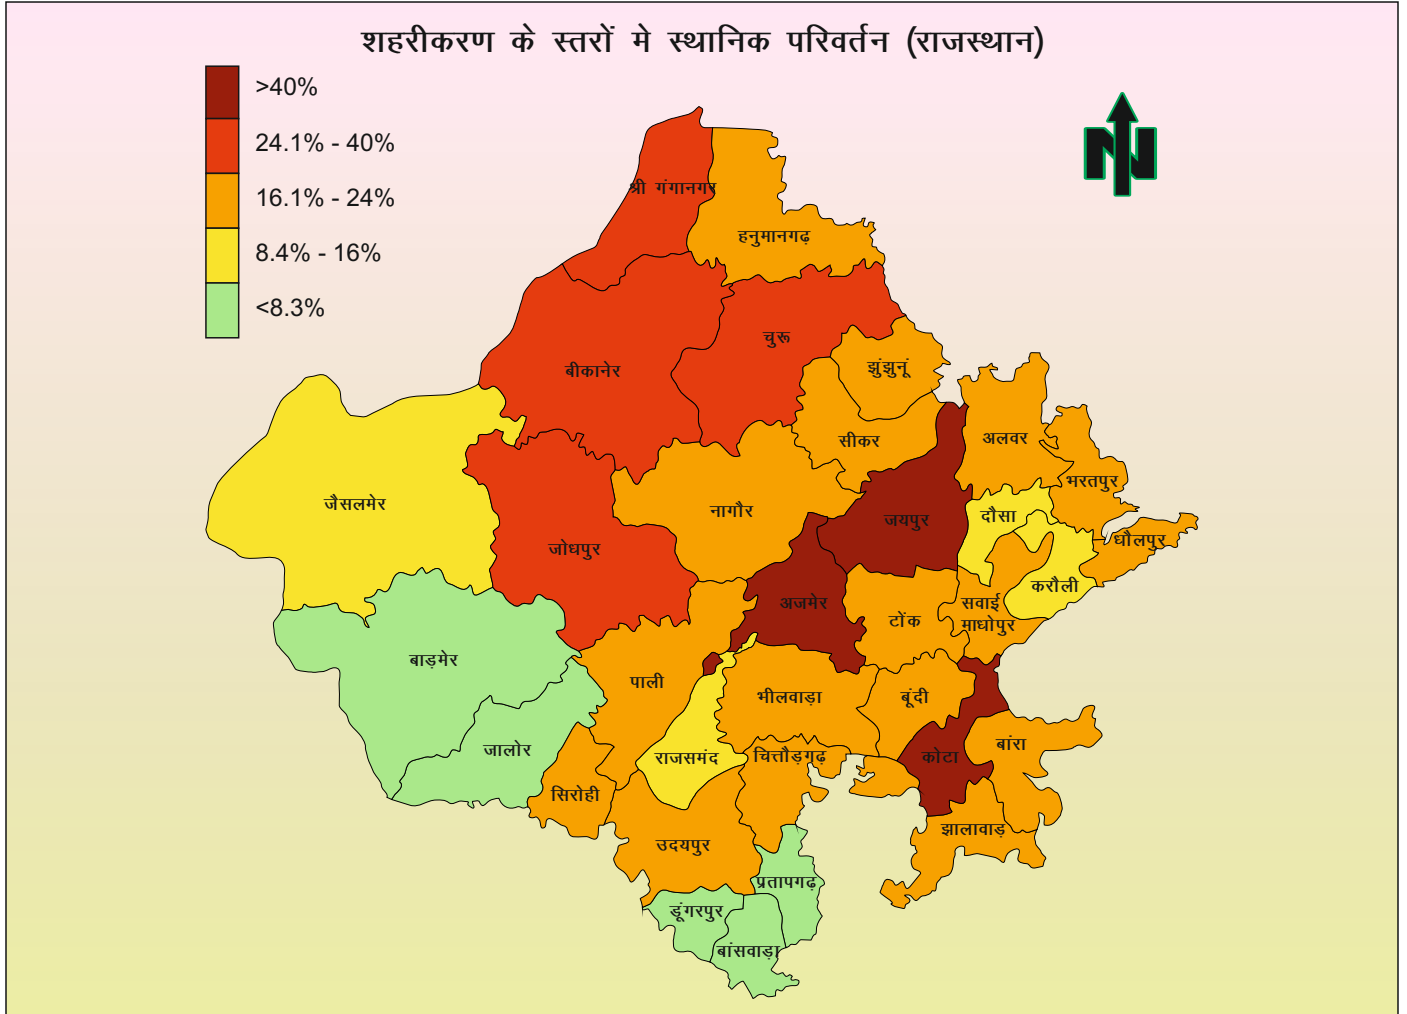 शहरीकरण के स्तरों मे स्थानिक परिवर्तन (राजस्थान)
>40%
24.1% - 40%
16.1% - 24%
8.4% - 16%
<8.3%
N
श्री गंगानगर
हनुमानगढ़
चुरू
बीकानेर
झुंझुनूं
सीकर
अलवर
भरतपुर
जैसलमेर
नागौर
जयपुर
दौसा
धौलपुर
जोधपुर
करौली
अजमेर
सवाई
माधोपुर
टोंक
बाड़मेर
पाली
भीलवाड़ा
बूंदी
जालोर
राजसमंद
चित्तौड़गढ़
कोटा
बांरा
सिरोही
झालावाड़
उदयपुर
प्रतापगढ़
डूंगरपुर
बांसवाड़ा